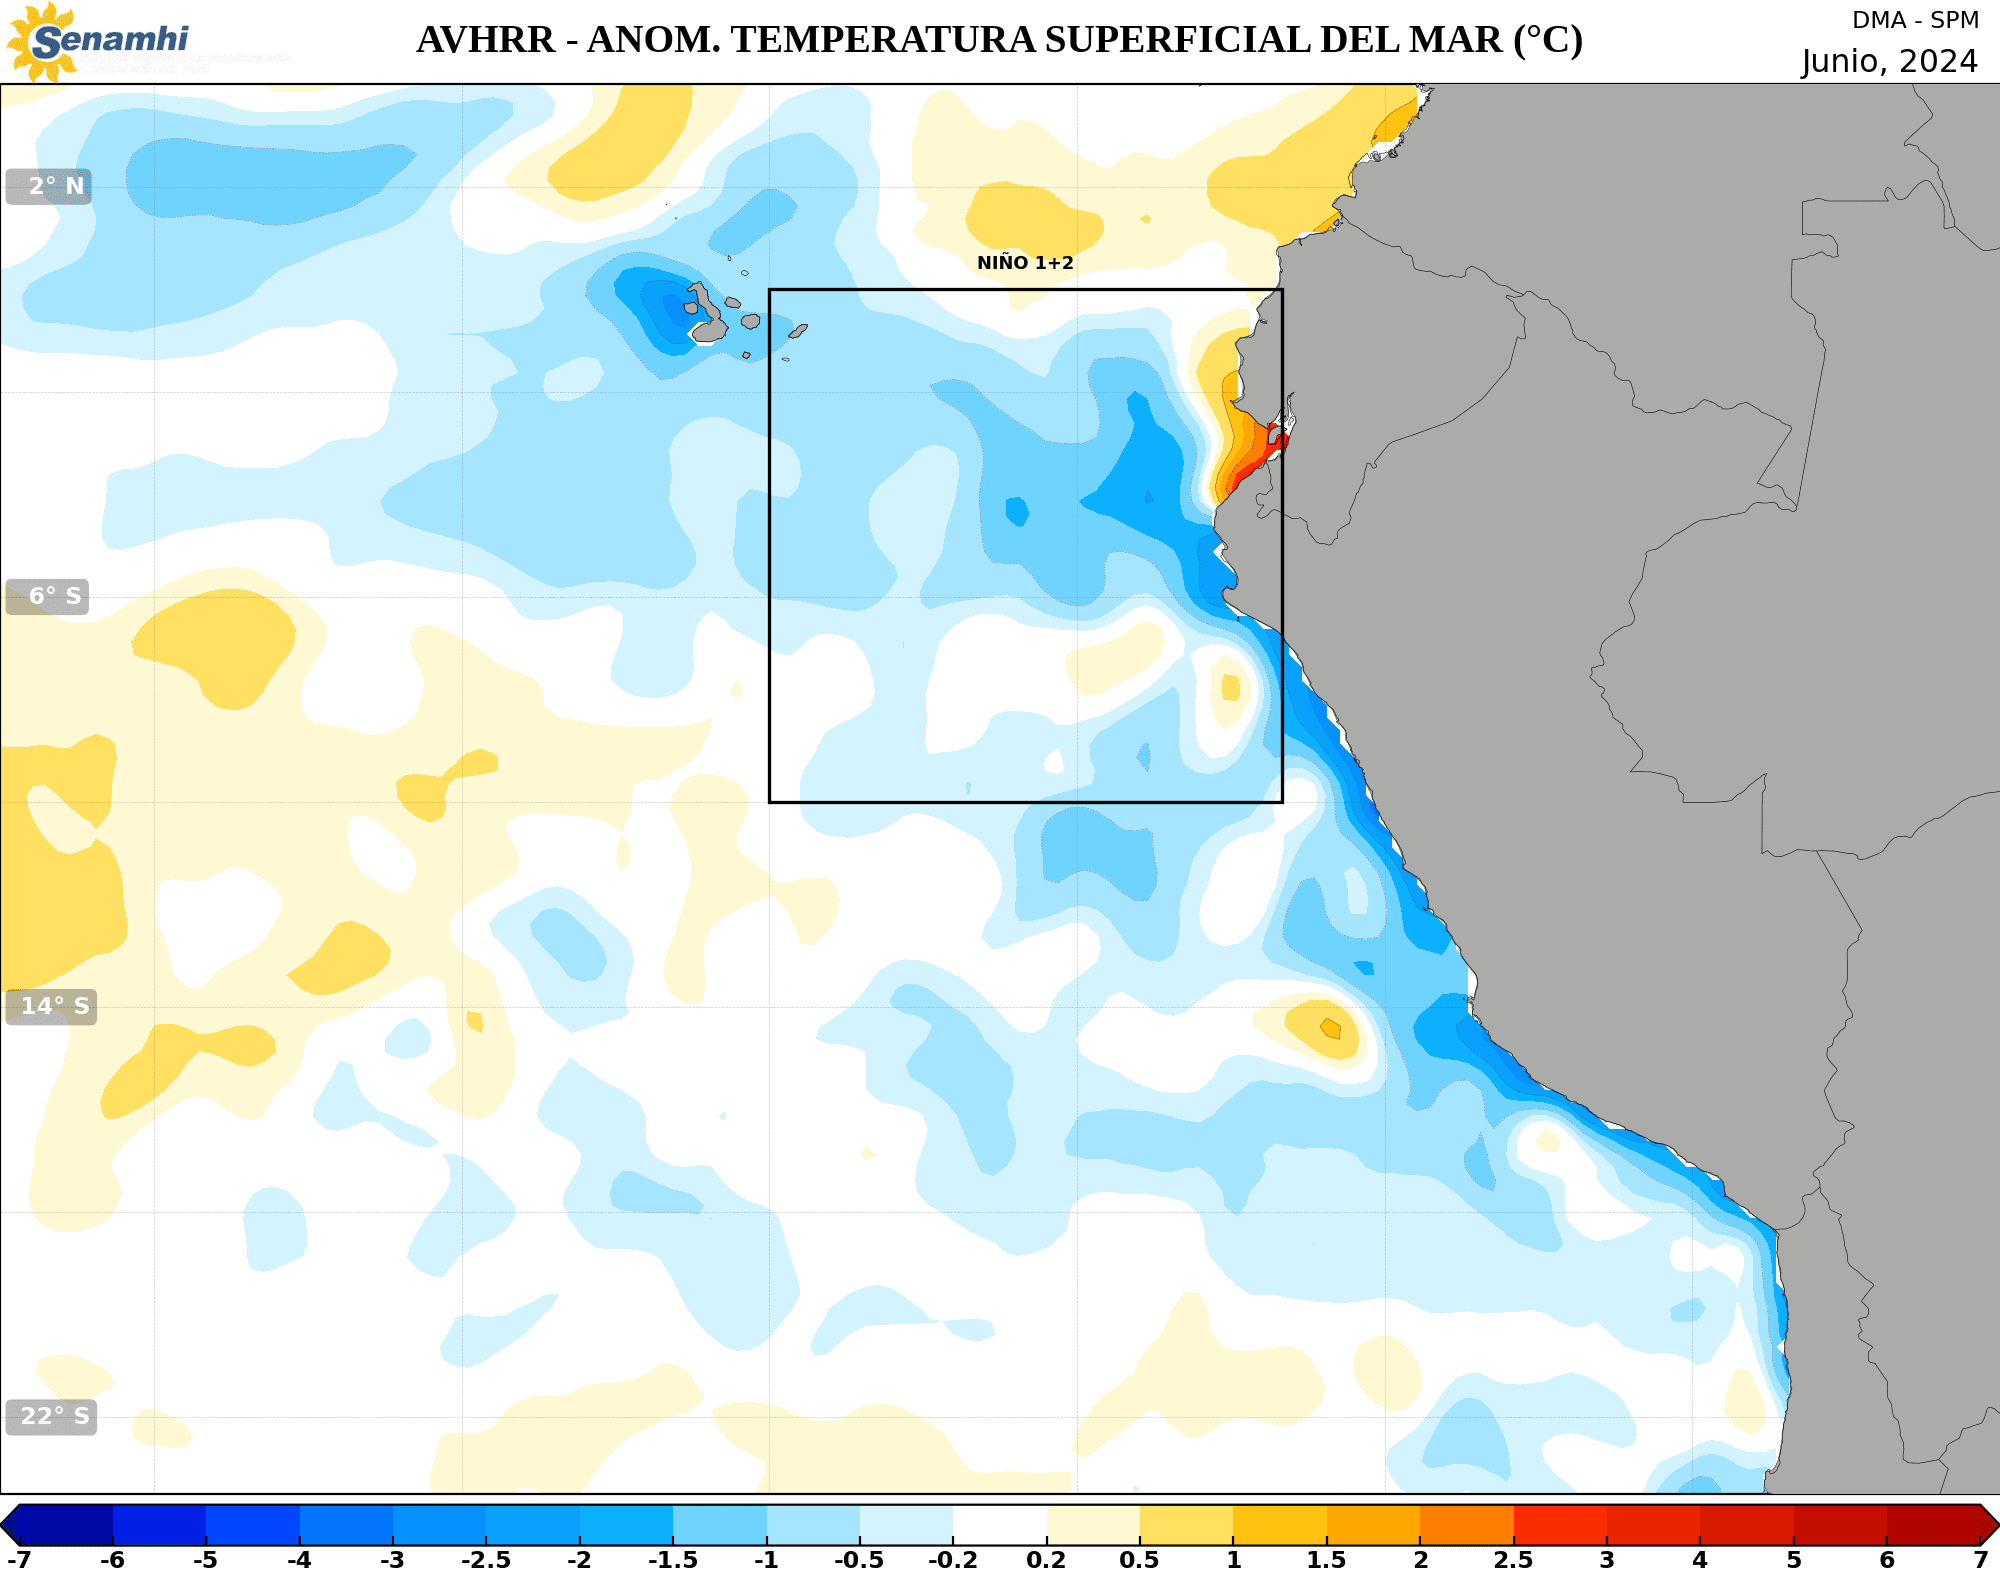 Senamhi
AVHRR - ANOM. TEMPERATURA SUPERFICIAL DEL MAR (°C)
DMA - SPM
Junio, 2024
2° N
NIÑO 1+2
6° S
14° S
22° S
-7 -6 -5 -4 -3 -2.5 -2 -1.5 -1 -0.5 -0.2 0.2 0.5 1 1.5 2 2.5 3 4 5 6 7